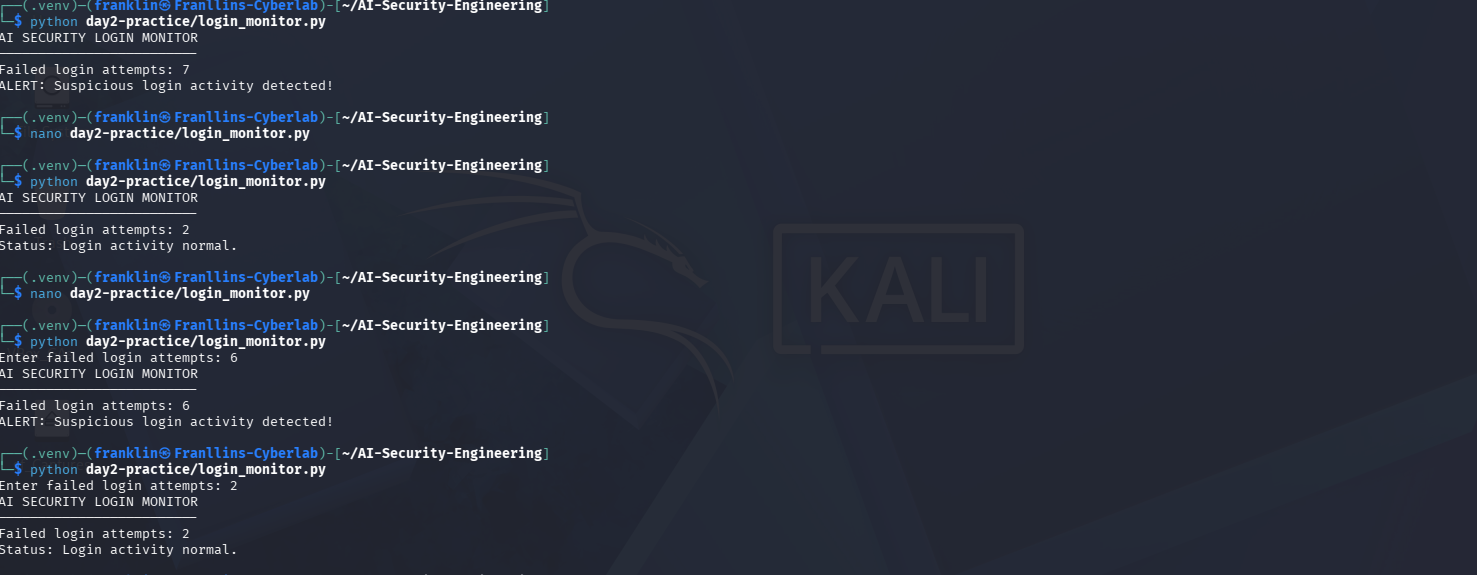 ┌──(.venv)─(franklin㉿Franllins-Cyberlab)-[~/AI-Security-Engineering]
└─$ python day2-practice/login_monitor.py
AI SECURITY LOGIN MONITOR
─────────────────────────
Failed login attempts: 7
ALERT: Suspicious login activity detected!
┌──(.venv)─(franklin㉿Franllins-Cyberlab)-[~/AI-Security-Engineering]
└─$ nano day2-practice/login_monitor.py
┌──(.venv)─(franklin㉿Franllins-Cyberlab)-[~/AI-Security-Engineering]
└─$ python day2-practice/login_monitor.py
AI SECURITY LOGIN MONITOR
─────────────────────────
Failed login attempts: 2
Status: Login activity normal.
┌──(.venv)─(franklin㉿Franllins-Cyberlab)-[~/AI-Security-Engineering]
└─$ nano day2-practice/login_monitor.py
┌──(.venv)─(franklin㉿Franllins-Cyberlab)-[~/AI-Security-Engineering]
└─$ python day2-practice/login_monitor.py
Enter failed login attempts: 6
AI SECURITY LOGIN MONITOR
─────────────────────────
Failed login attempts: 6
ALERT: Suspicious login activity detected!
┌──(.venv)─(franklin㉿Franllins-Cyberlab)-[~/AI-Security-Engineering]
└─$ python day2-practice/login_monitor.py
Enter failed login attempts: 2
AI SECURITY LOGIN MONITOR
─────────────────────────
Failed login attempts: 2
Status: Login activity normal.
KALI